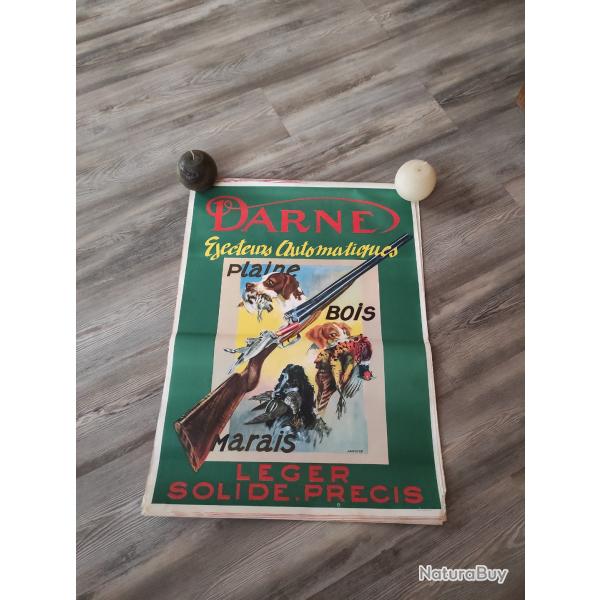 DARNE
Ejecteurs Automatiques
Plaine
BOIS
Marais
LEGER
SOLIDE.PRECIS
NaturaBuy